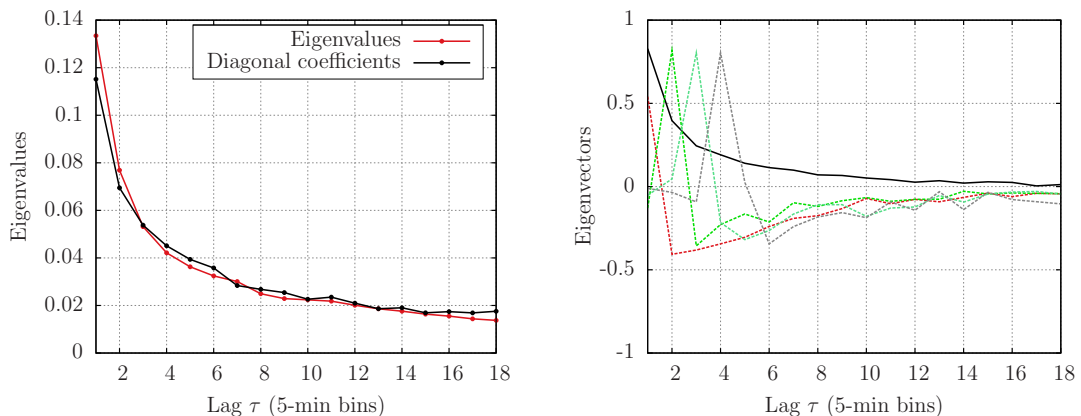 0.14
0.12
0.1
0.08
0.06
0.04
0.02
0
Eigenvalues
Eigenvalues
Diagonal coefficients
2 4 6 8 10 12 14 16 18
Lag τ (5-min bins)
1
0.5
0
-0.5
-1
Eigenvectors
2 4 6 8 10 12 14 16 18
Lag τ (5-min bins)